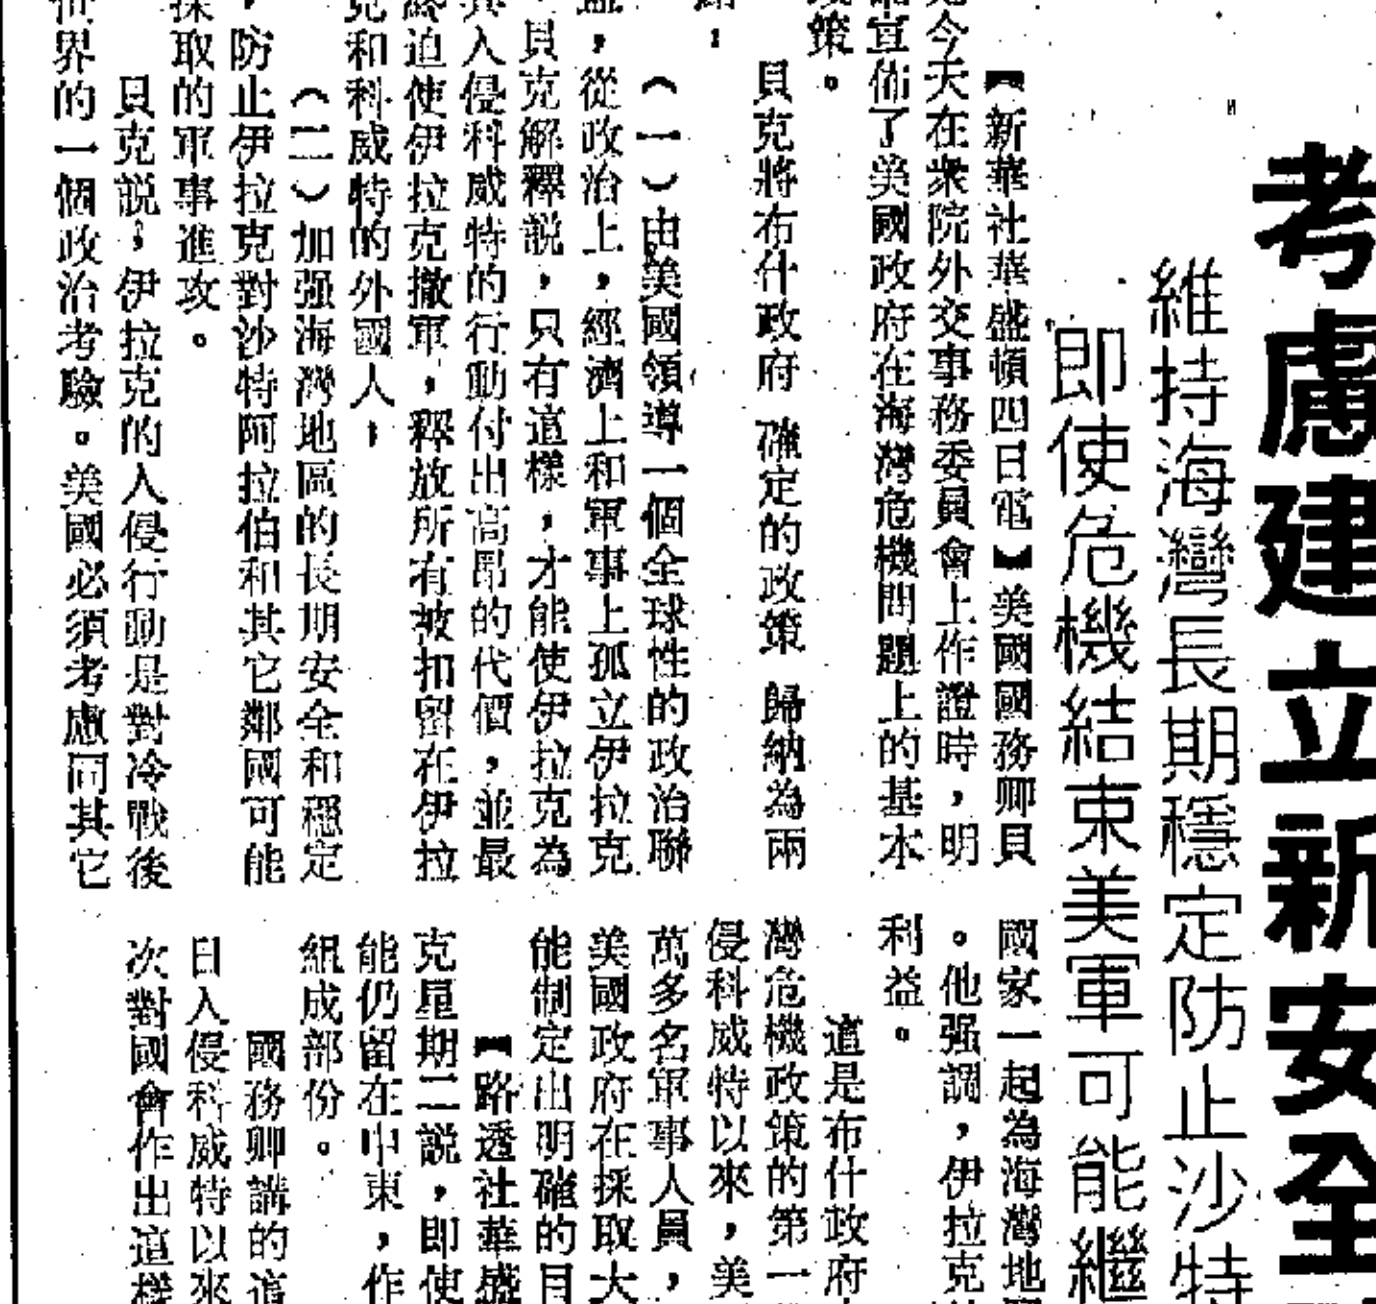 考慮建立新安全
維持海灣長期穩定防止沙特
即使危機結束美軍可能繼
【新華社華盛頓四日電】美國國務卿貝
克今天在衆院外交事務委員會上作證時，明
確宣佈了美國政府在海灣危機問題上的基本
政策。
貝克將布什政府 確定的政策 歸納為兩
點：
（一）由美國領導一個全球性的政治聯
盟，從政治上，經濟上和軍事上孤立伊拉克
。貝克解釋說，只有這樣，才能使伊拉克為
其入侵科威特的行動付出高昂的代價，並最
終迫使伊拉克撤軍，釋放所有被扣留在伊拉
克和科威特的外國人；
（二）加强海灣地區的長期安全和穩定
，防止伊拉克對沙特阿拉伯和其它鄰國可能
採取的軍事進攻。
貝克説，伊拉克的入侵行動是對冷戰後
世界的一個政治考驗。美國必須考慮同其它
國家一起為海灣地
。他强調，伊拉克
利益。
這是布什政府
灣危機政策的第一
侵科威特以來，美
萬多名軍事人員，
美國政府在採取大
能制定出明確的目
【路透社華盛
克星期二説，即使
能仍留在中東，作
組成部份。
國務卿講的這
日入侵科威特以來
次對國會作出這樣